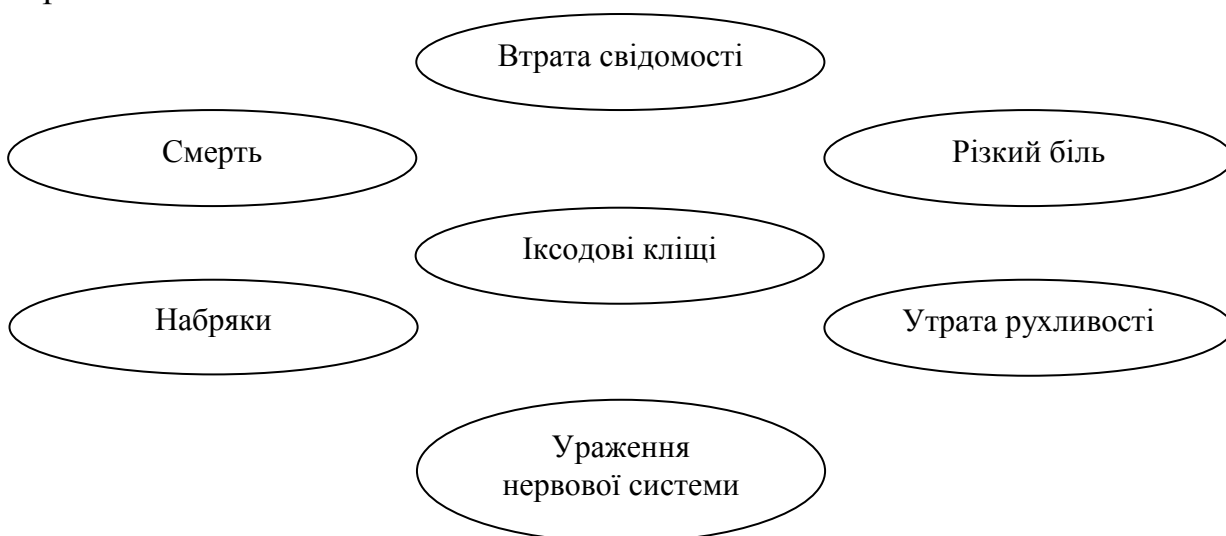 Втрата свідомості
Смерть
Різкий біль
Іксодові кліщі
Набряки
Утрата рухливості
Ураження
нервової системи